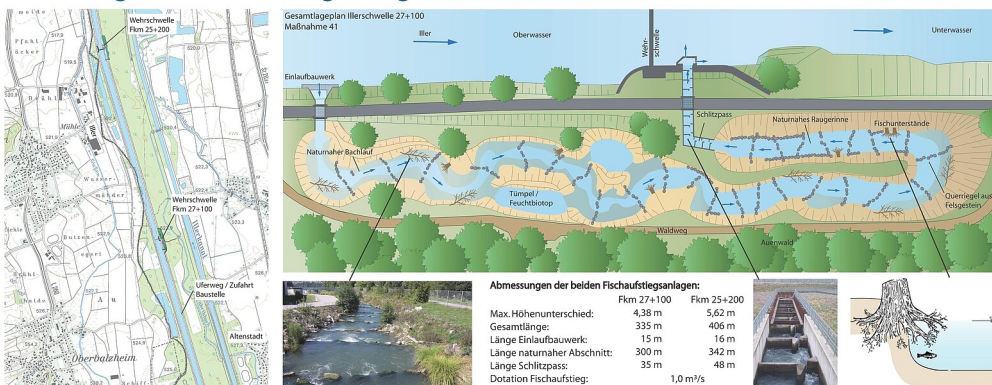 Wehrschwelle
Fkm 25+200
Mühle
Iller
Wehrschwelle
Fkm 27+100
Illerkanal
Uferweg / Zufahrt
Baustelle
Altenstadt
Oberbalzheim
Gesamtlageplan Illerschwelle 27+100
Maßnahme 41
Iller
Oberwasser
Wehr-
schwelle
Unterwasser
Einlaufbauwerk
Schlitzpass
Naturnahes Raugerinne
Fischunterstände
Naturnaher Bachlauf
Tümpel /
Feuchtbiotop
Querriegel aus
Felsgestein
Waldweg
Auenwald
Abmessungen der beiden Fischaufstiegsanlagen:
Fkm 27+100 Fkm 25+200
Max. Höhenunterschied: 4,38 m 5,62 m
Gesamtlänge: 335 m 406 m
Länge Einlaufbauwerk: 15 m 16 m
Länge naturnaher Abschnitt: 300 m 342 m
Länge Schlitzpass: 35 m 48 m
Dotation Fischaufstieg: 1,0 m³/s